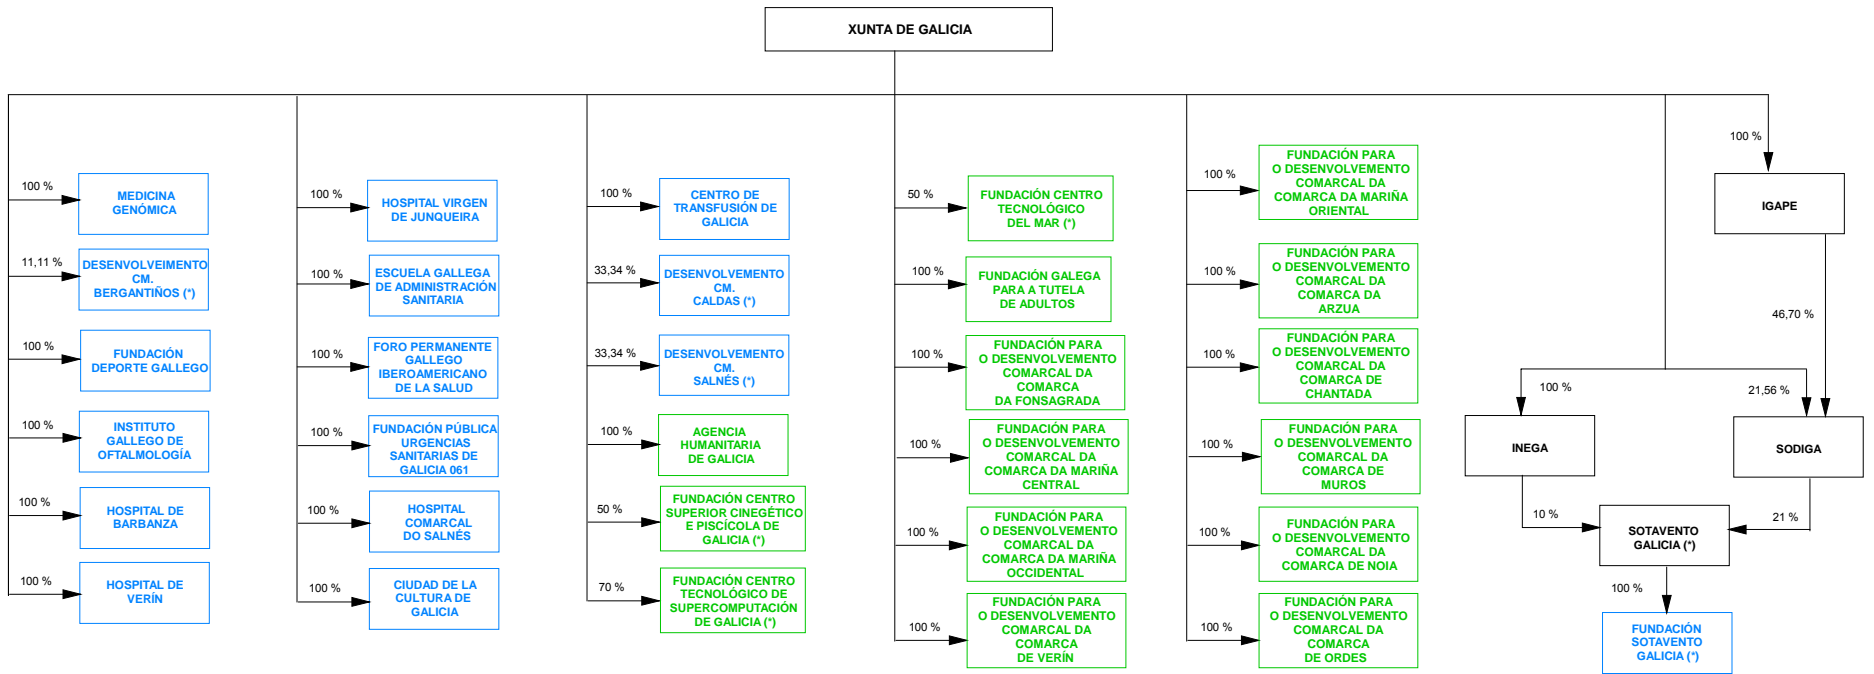 XUNTA DE GALICIA
100 %
MEDICINA
GENÓMICA
11,11 %
DESENVOLVEIMENTO
CM.
BERGANTIÑOS (*)
100 %
FUNDACIÓN
DEPORTE GALLEGO
100 %
INSTITUTO
GALLEGO DE
OFTALMOLOGÍA
100 %
HOSPITAL DE
BARBANZA
100 %
HOSPITAL DE
VERÍN
100 %
HOSPITAL VIRGEN
DE JUNQUEIRA
100 %
ESCUELA GALLEGA
DE ADMINISTRACIÓN
SANITARIA
100 %
FORO PERMANENTE
GALLEGO
IBEROAMERICANO
DE LA SALUD
100 %
FUNDACIÓN PÚBLICA
URGENCIAS
SANITARIAS DE
GALICIA 061
100 %
HOSPITAL
COMARCAL
DO SALNÉS
100 %
CIUDAD DE LA
CULTURA DE
GALICIA
100 %
CENTRO DE
TRANSFUSIÓN DE
GALICIA
33,34 %
DESENVOLVEMENTO
CM.
CALDAS (*)
33,34 %
DESENVOLVEMENTO
CM.
SALNÉS (*)
100 %
AGENCIA
HUMANITARIA
DE GALICIA
50 %
FUNDACIÓN CENTRO
SUPERIOR CINEGÉTICO
E PISCÍCOLA DE
GALICIA (*)
70 %
FUNDACIÓN CENTRO
TECNOLÓGICO DE
SUPERCOMPUTACIÓN
DE GALICIA (*)
50 %
FUNDACIÓN CENTRO
TECNOLÓGICO
DEL MAR (*)
100 %
FUNDACIÓN GALEGA
PARA A TUTELA
DE ADULTOS
100 %
FUNDACIÓN PARA
O DESENVOLVEMENTO
COMARCAL DA
COMARCA
DA FONSAGRADA
100 %
FUNDACIÓN PARA
O DESENVOLVEMENTO
COMARCAL DA
COMARCA DA MARIÑA
CENTRAL
100 %
FUNDACIÓN PARA
O DESENVOLVEMENTO
COMARCAL DA
COMARCA DA MARIÑA
OCCIDENTAL
100 %
FUNDACIÓN PARA
O DESENVOLVEMENTO
COMARCAL DA
COMARCA
DE VERÍN
100 %
FUNDACIÓN PARA
O DESENVOLVEMENTO
COMARCAL DA
COMARCA DA MARIÑA
ORIENTAL
100 %
FUNDACIÓN PARA
O DESENVOLVEMENTO
COMARCAL DA
COMARCA DA
ARZUA
100 %
FUNDACIÓN PARA
O DESENVOLVEMENTO
COMARCAL DA
COMARCA DE
CHANTADA
100 %
FUNDACIÓN PARA
O DESENVOLVEMENTO
COMARCAL DA
COMARCA DE
MUROS
100 %
FUNDACIÓN PARA
O DESENVOLVEMENTO
COMARCAL DA
COMARCA DE NOIA
100 %
FUNDACIÓN PARA
O DESENVOLVEMENTO
COMARCAL DA
COMARCA
DE ORDES
100 %
IGAPE
46,70 %
100 %
21,56 %
INEGA
SODIGA
10 %
21 %
SOTAVENTO
GALICIA (*)
100 %
FUNDACIÓN
SOTAVENTO
GALICIA (*)